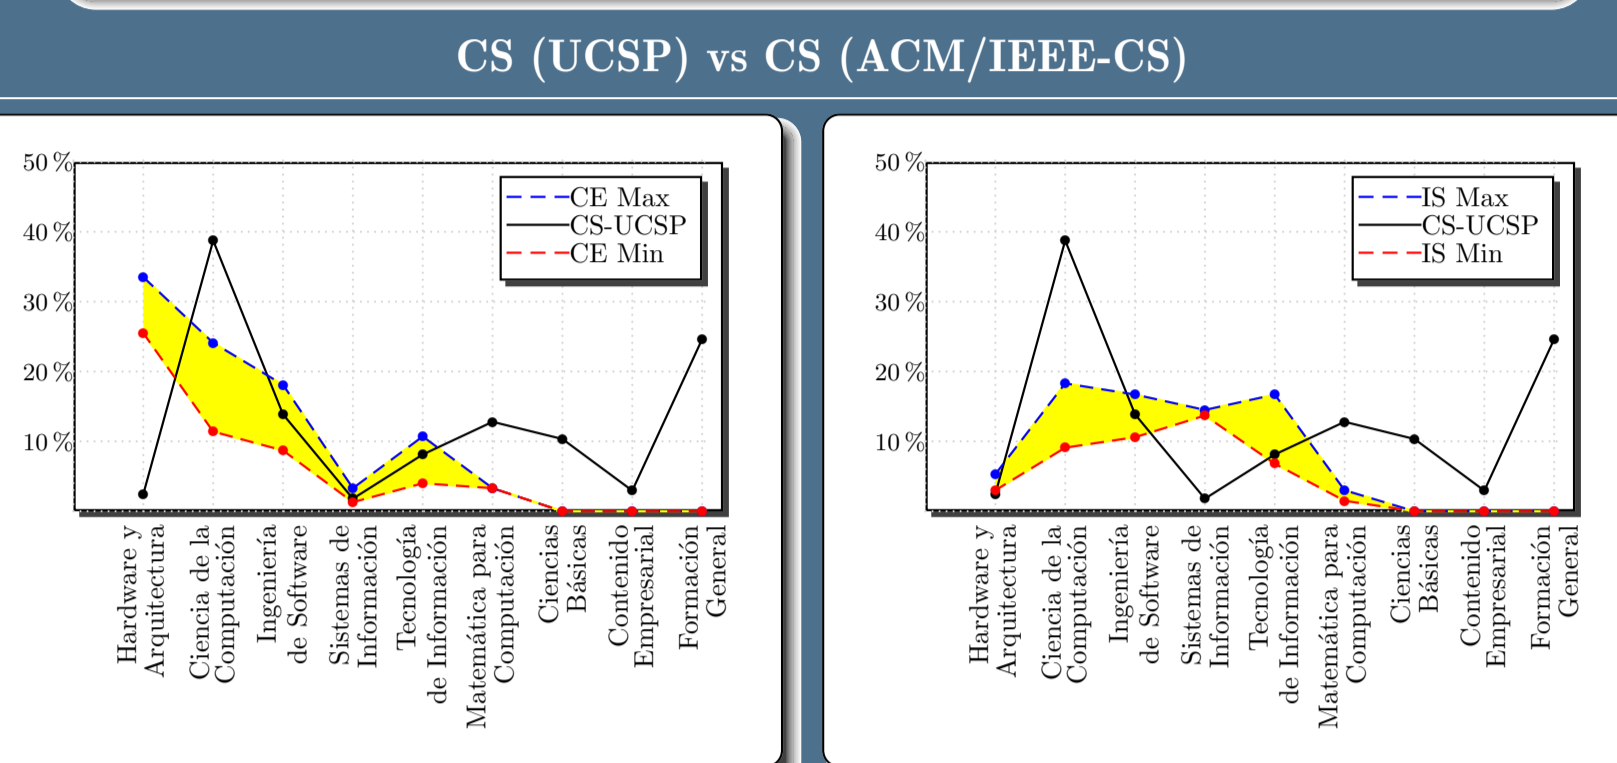 CS (UCSP) vs CS (ACM/IEEE-CS)
50 %
40 %
30 %
20 %
10 %
CE Max
CS-UCSP
CE Min
Hardware y
Arquitectura
Ciencia de la
Computación
Ingeniería
de Software
Sistemas de
Información
Tecnología
de Información
Matemática para
Computación
Ciencias
Básicas
Contenido
Empresarial
Formación
General
50 %
40 %
30 %
20 %
10 %
IS Max
CS-UCSP
IS Min
Hardware y
Arquitectura
Ciencia de la
Computación
Ingeniería
de Software
Sistemas de
Información
Tecnología
de Información
Matemática para
Computación
Ciencias
Básicas
Contenido
Empresarial
Formación
General